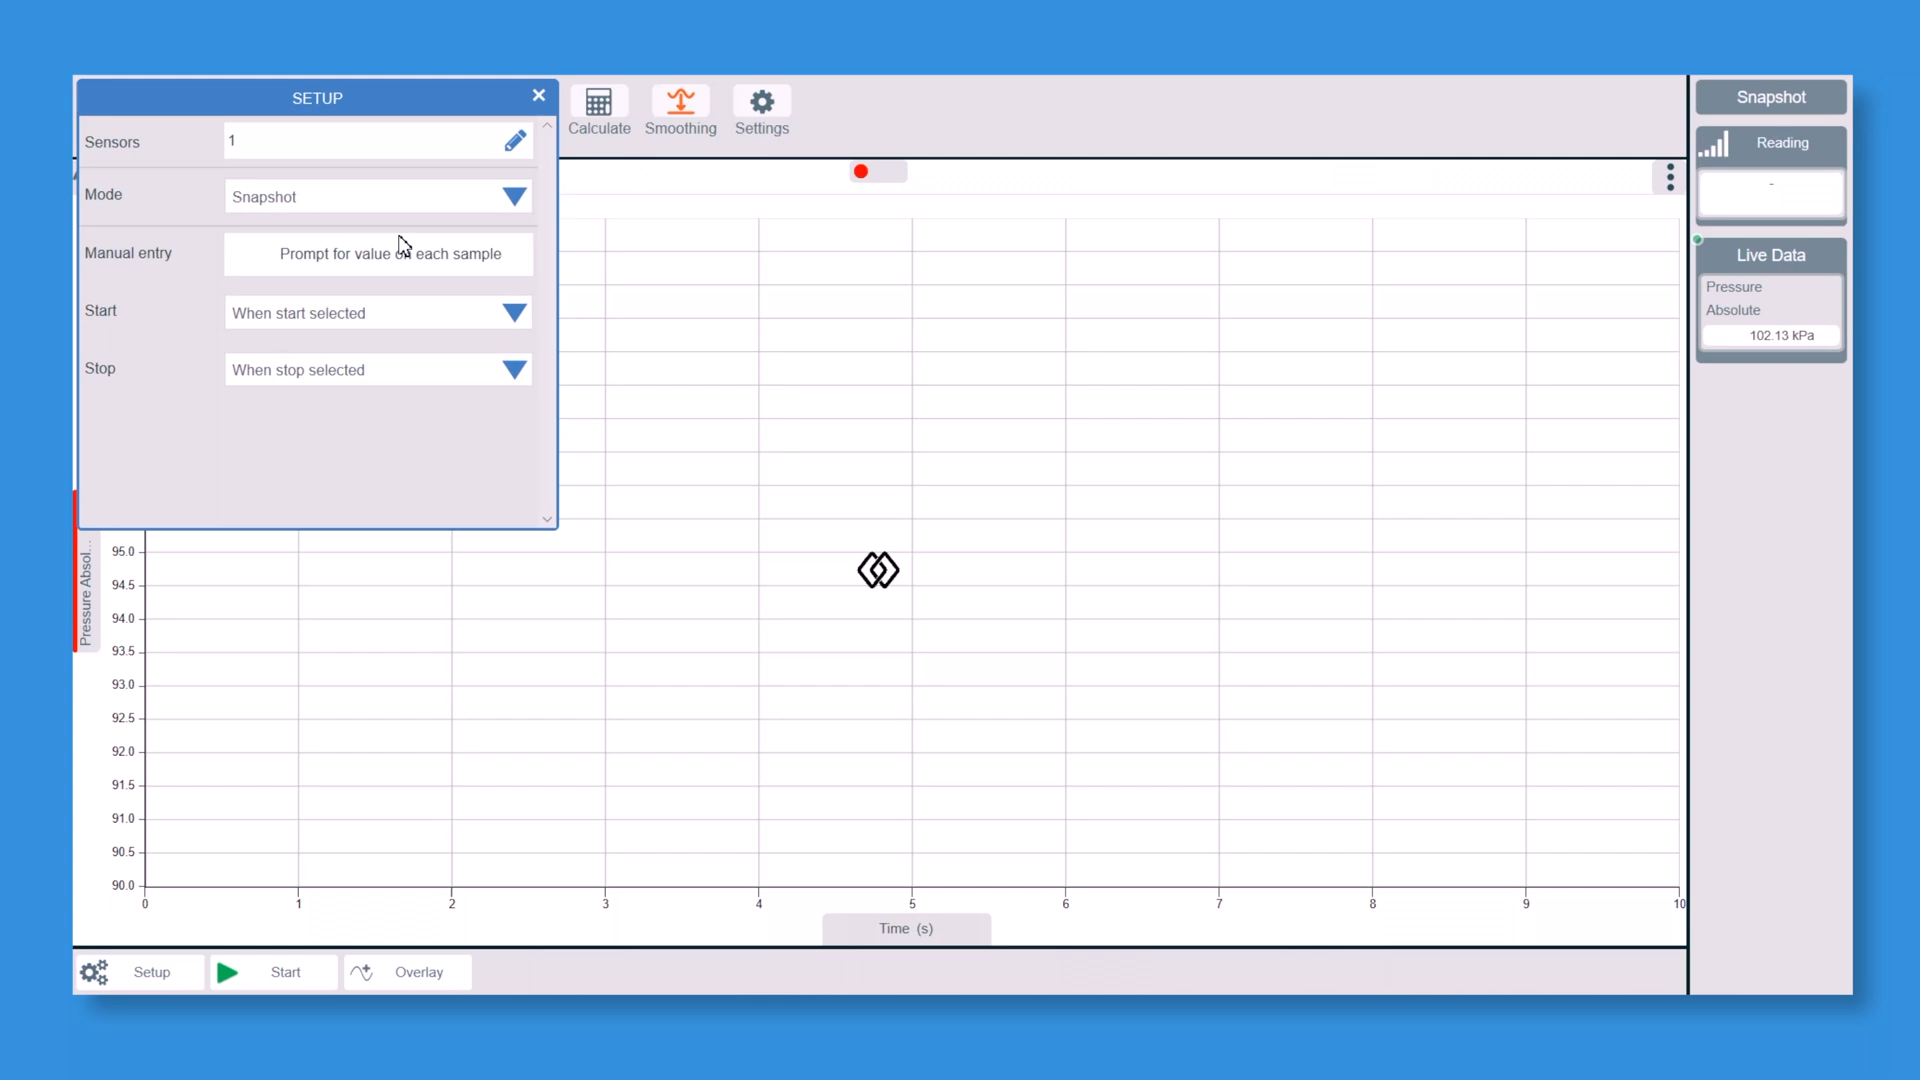 SETUP
Sensors
1
Mode
Snapshot
Manual entry
Prompt for value each sample
Start
When start selected
Stop
When stop selected
Calculate
Smoothing
Settings
Snapshot
Reading
-
Live Data
Pressure
Absolute
102.13 kPa
Pressure Absol...
95.0
94.5
94.0
93.5
93.0
92.5
92.0
91.5
91.0
90.5
90.0
0 1 2 3 4 5 6 7 8 9 10
Time (s)
Setup
Start
Overlay